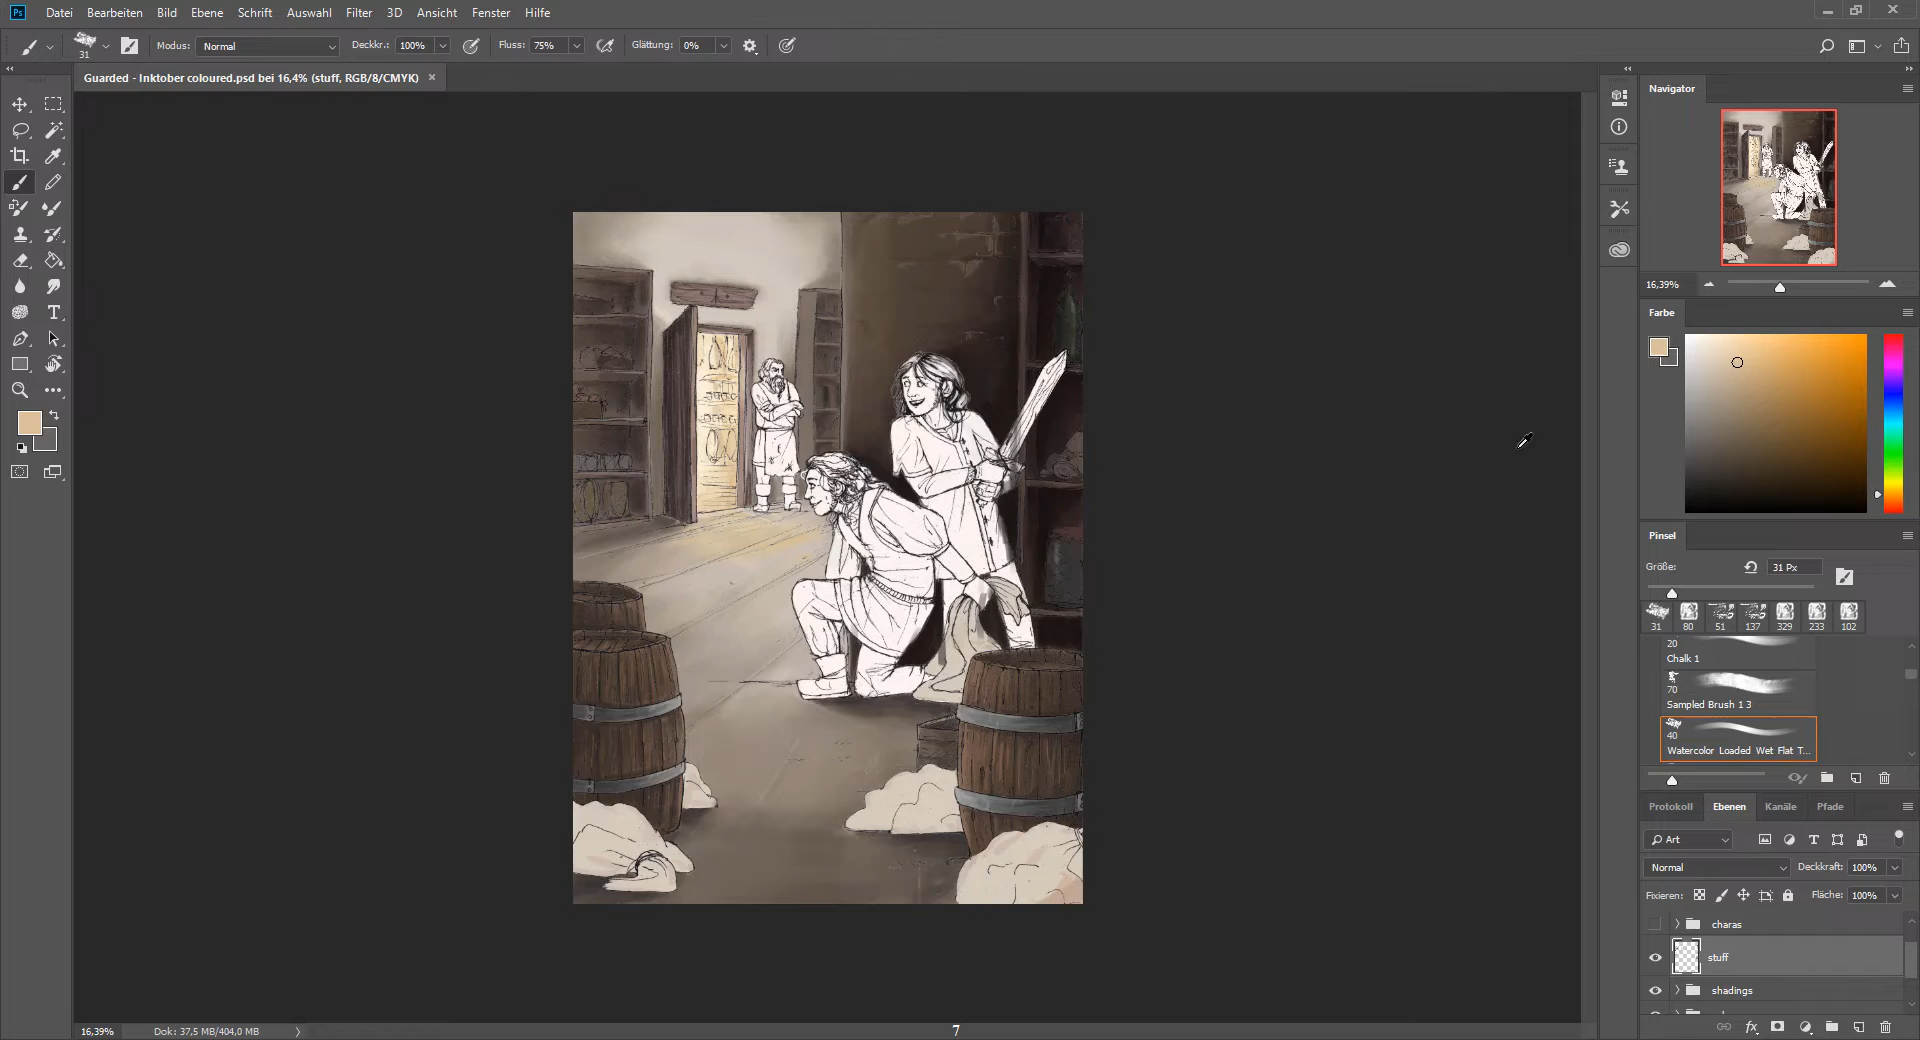 Ps Datei Bearbeiten Bild Ebene Schrift Auswahl Filter 3D Ansicht Fenster Hilfe
31 Modus: Normal Deckkr.: 100% Fluss: 75% Glättung: 0%
Guarded - Inktober coloured.psd bei 16,4% (stuff, RGB/8/CMYK) ×
Navigator
16,39%
Farbe
Pinsel
Größe: 31 Px
31 80 51 137 329 233 102
20
Chalk 1
70
Sampled Brush 1 3
40
Watercolor Loaded Wet Flat T...
Protokoll Ebenen Kanäle Pfade
Art
Normal Deckkraft: 100%
Fixieren: Fläche: 100%
charas
stuff
shadings
fx
16,39% Dok: 37,5 MB/404,0 MB
7